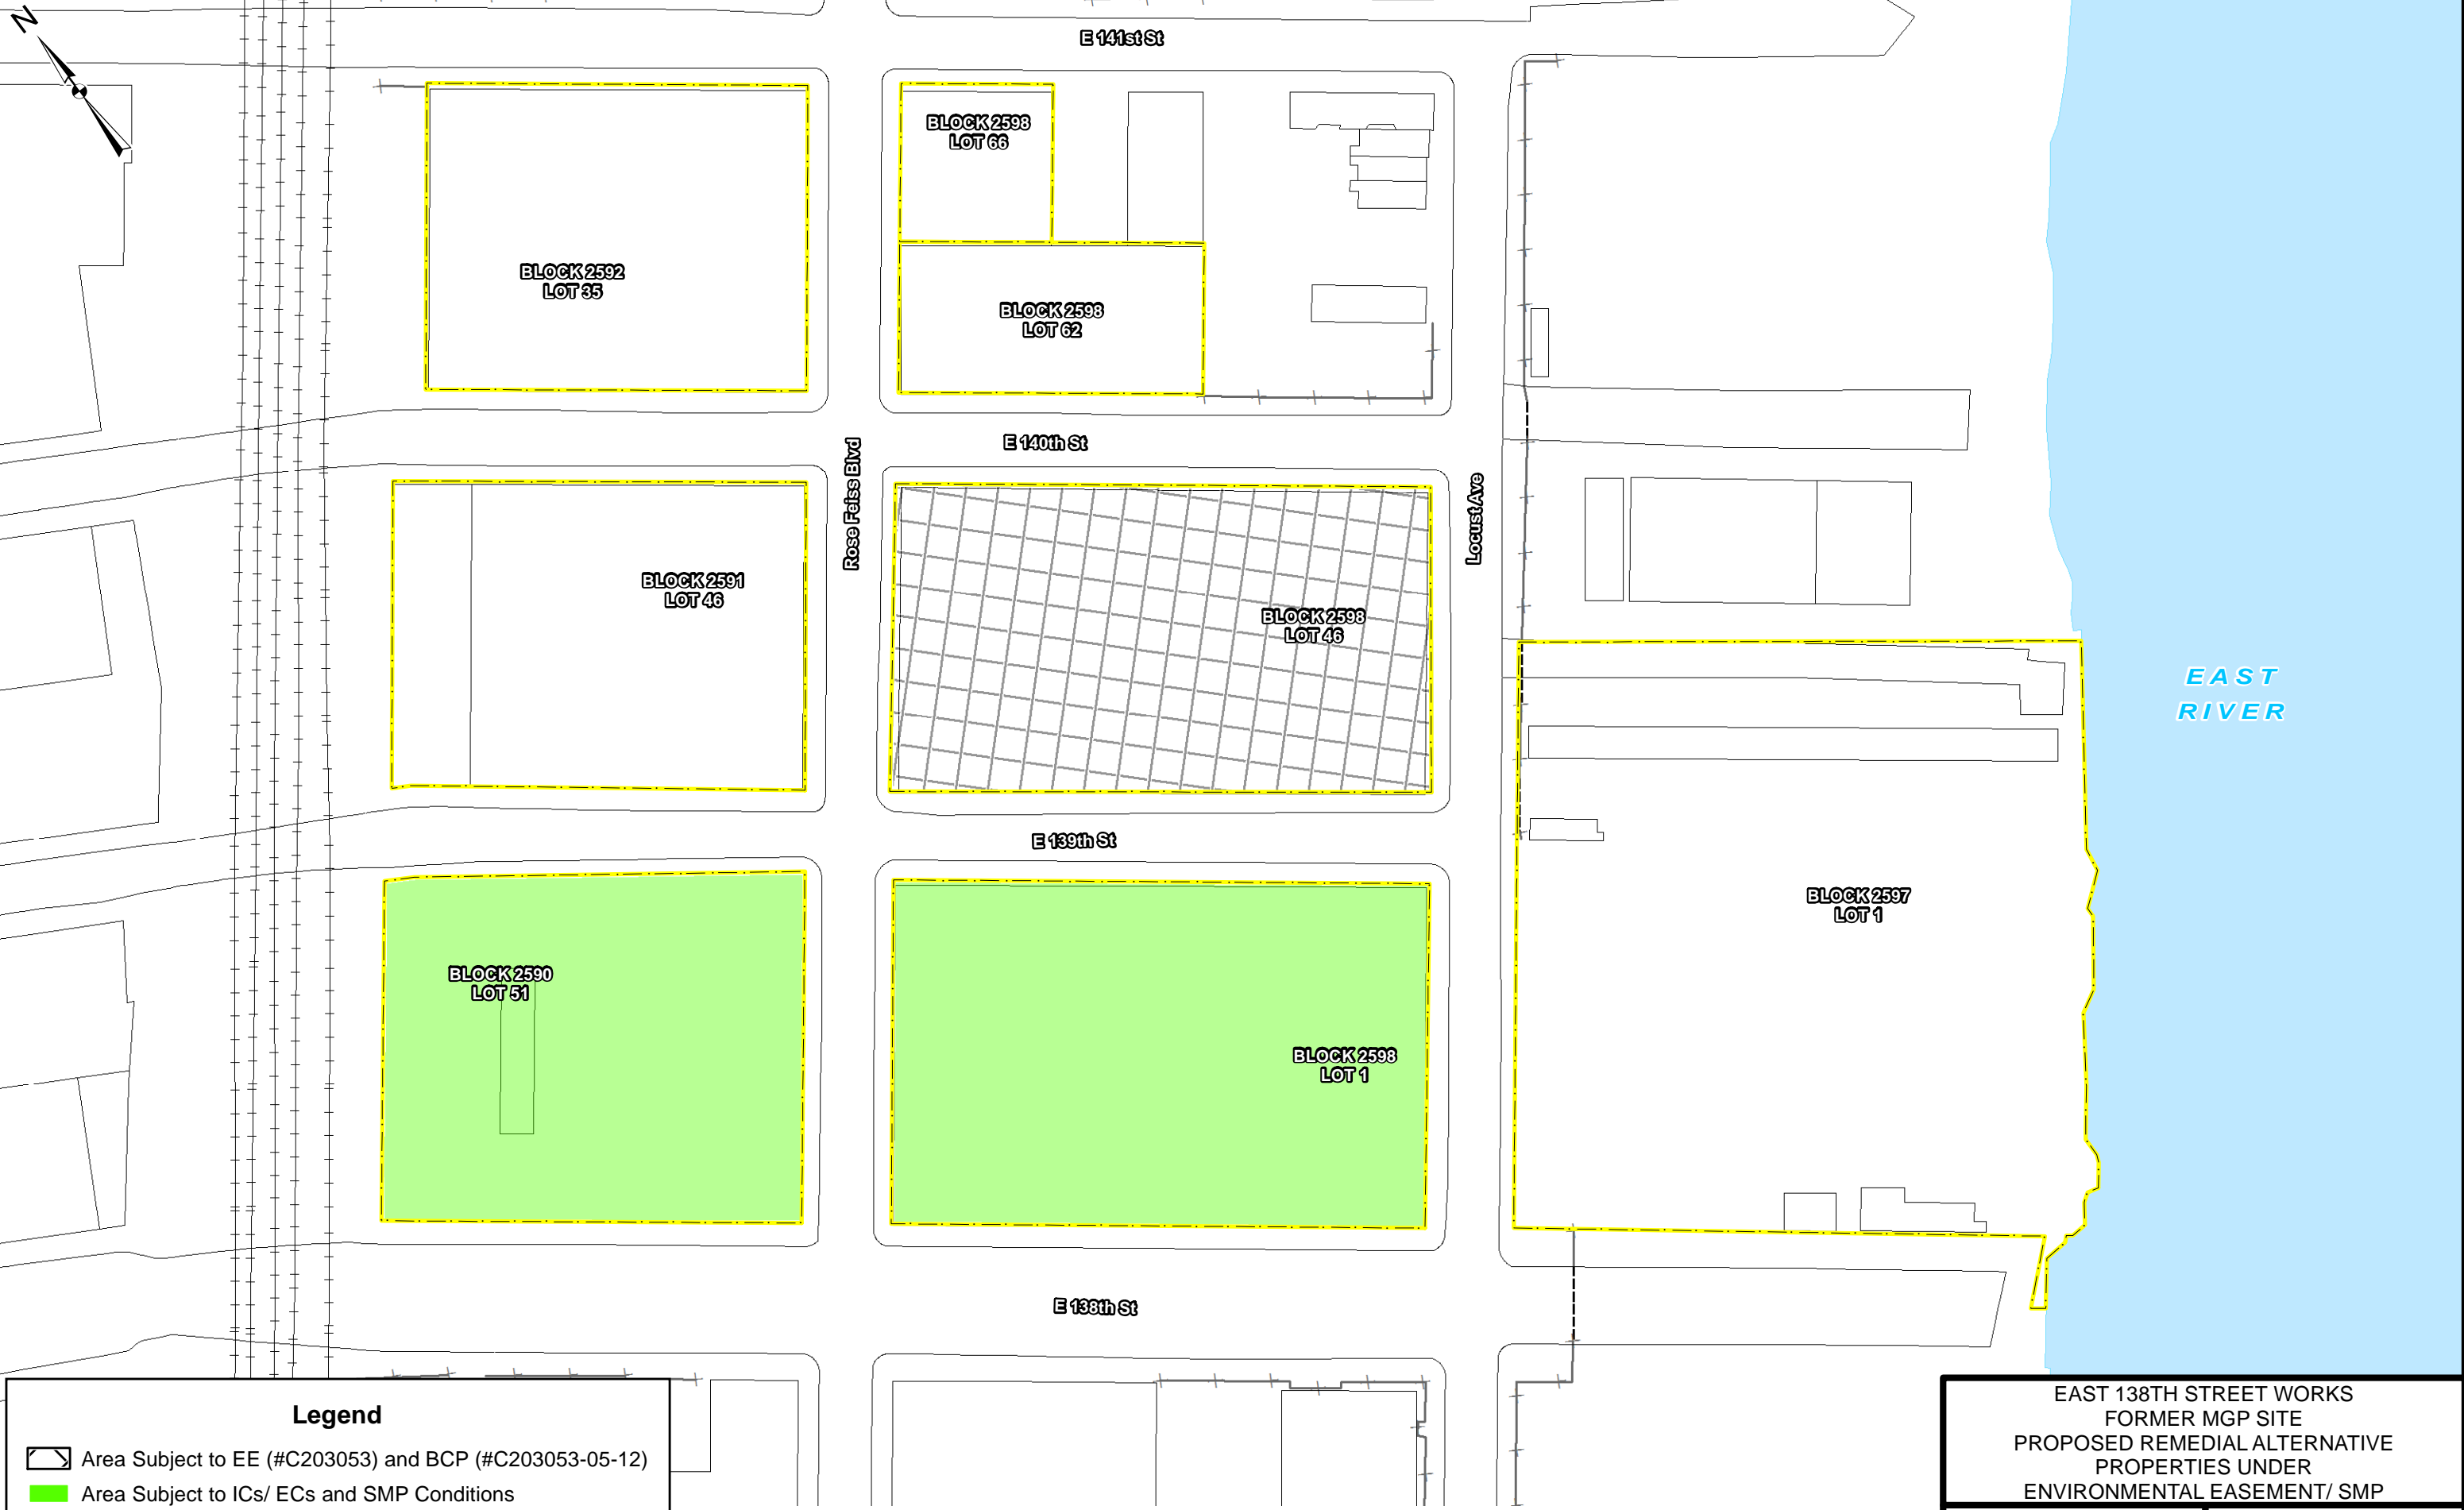 N
E 141st St
BLOCK 2598
LOT 66
BLOCK 2592
LOT 35
BLOCK 2598
LOT 62
E 140th St
Rose Feiss Blvd
Locust Ave
BLOCK 2591
LOT 46
BLOCK 2598
LOT 46
EAST
RIVER
E 139th St
BLOCK 2597
LOT 1
BLOCK 2590
LOT 51
BLOCK 2598
LOT 1
E 138th St
Legend
Area Subject to EE (#C203053) and BCP (#C203053-05-12)
Area Subject to ICs/ ECs and SMP Conditions
EAST 138TH STREET WORKS
FORMER MGP SITE
PROPOSED REMEDIAL ALTERNATIVE
PROPERTIES UNDER
ENVIRONMENTAL EASEMENT/ SMP